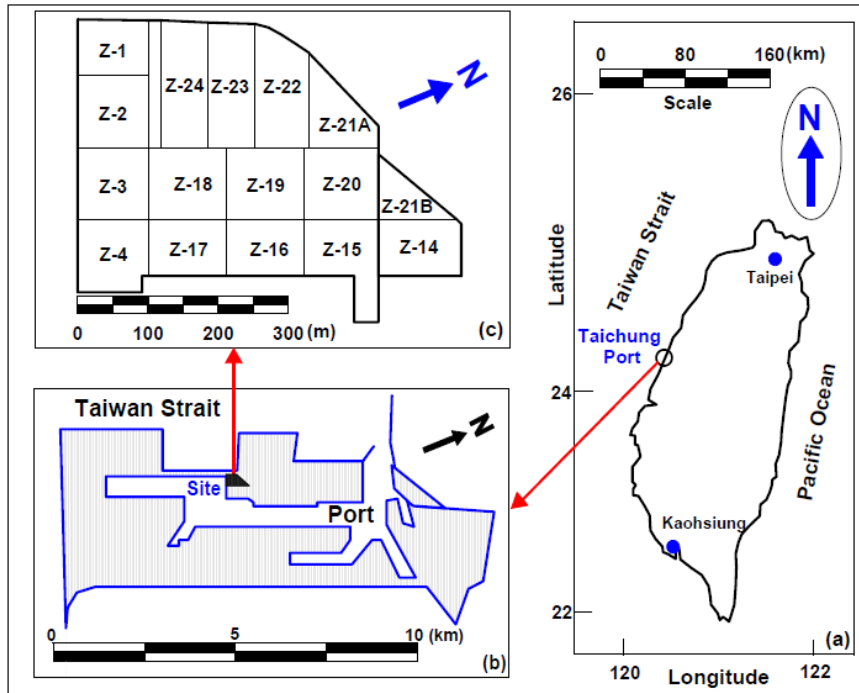 Z-1
Z-24
Z-23
Z-22
N
Z-2
Z-21A
Z-3
Z-18
Z-19
Z-20
Z-21B
Z-4
Z-17
Z-16
Z-15
Z-14
0 100 200 300 (m)
(c)
Taiwan Strait
N
Site
Port
0 5 10 (km)
(b)
0 80 160 (km)
Scale
26
N
Latitude
Taiwan Strait
Taipei
Taichung
Port
24
Pacific Ocean
Kaohsiung
22
(a)
120 122
Longitude